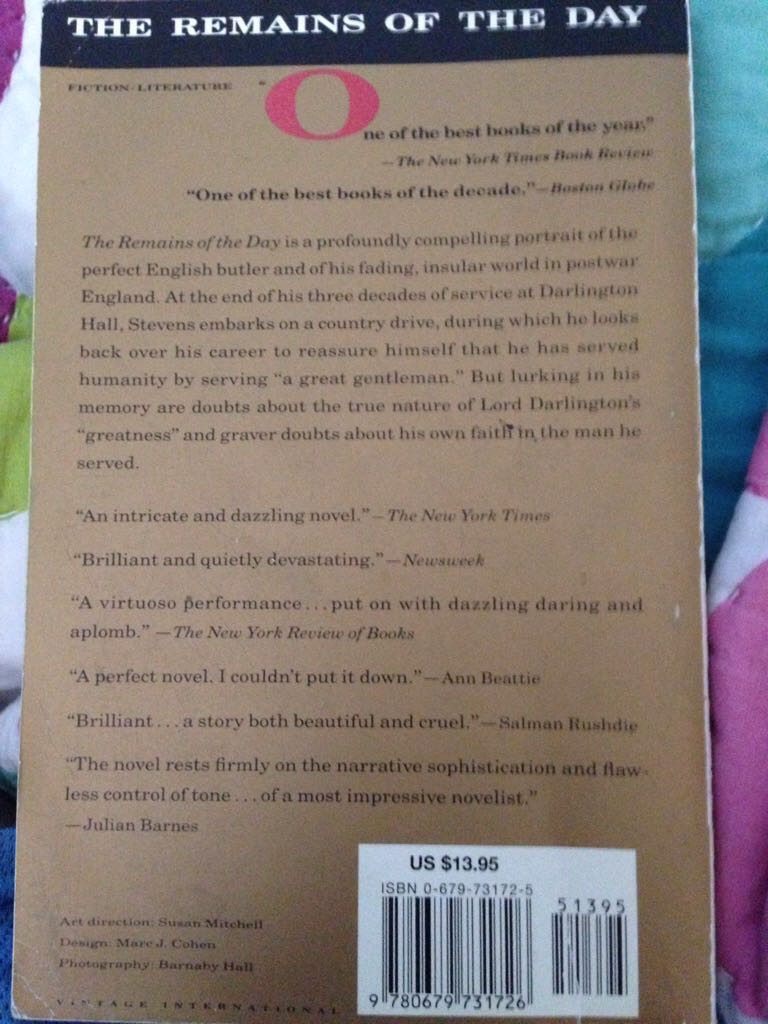 THE REMAINS OF THE DAY
FICTION/LITERATURE
"One of the best books of the year."
—The New York Times Book Review
"One of the best books of the decade."—Boston Globe
The Remains of the Day is a profoundly compelling portrait of the
perfect English butler and of his fading, insular world in postwar
England. At the end of his three decades of service at Darlington
Hall, Stevens embarks on a country drive, during which he looks
back over his career to reassure himself that he has served
humanity by serving "a great gentleman." But lurking in his
memory are doubts about the true nature of Lord Darlington's
"greatness" and graver doubts about his own faith in the man he
served.
"An intricate and dazzling novel."—The New York Times
"Brilliant and quietly devastating."—Newsweek
"A virtuoso performance...put on with dazzling daring and
aplomb." —The New York Review of Books
"A perfect novel. I couldn't put it down."—Ann Beattie
"Brilliant...a story both beautiful and cruel."—Salman Rushdie
"The novel rests firmly on the narrative sophistication and flaw-
less control of tone...of a most impressive novelist."
—Julian Barnes
US $13.95
ISBN 0-679-73172-5
51395
9 780679 731726
Art direction: Susan Mitchell
Design: Marc J. Cohen
Photography: Barnaby Hall
VINTAGE INTERNATIONAL